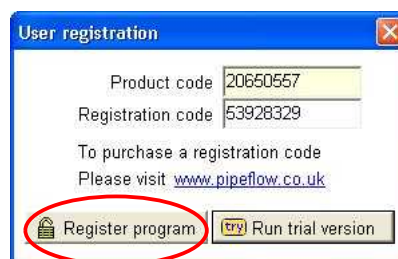 User registration
Product code 20650557
Registration code 53928329
To purchase a registration code
Please visit www.pipeflow.co.uk
Register program try Run trial version